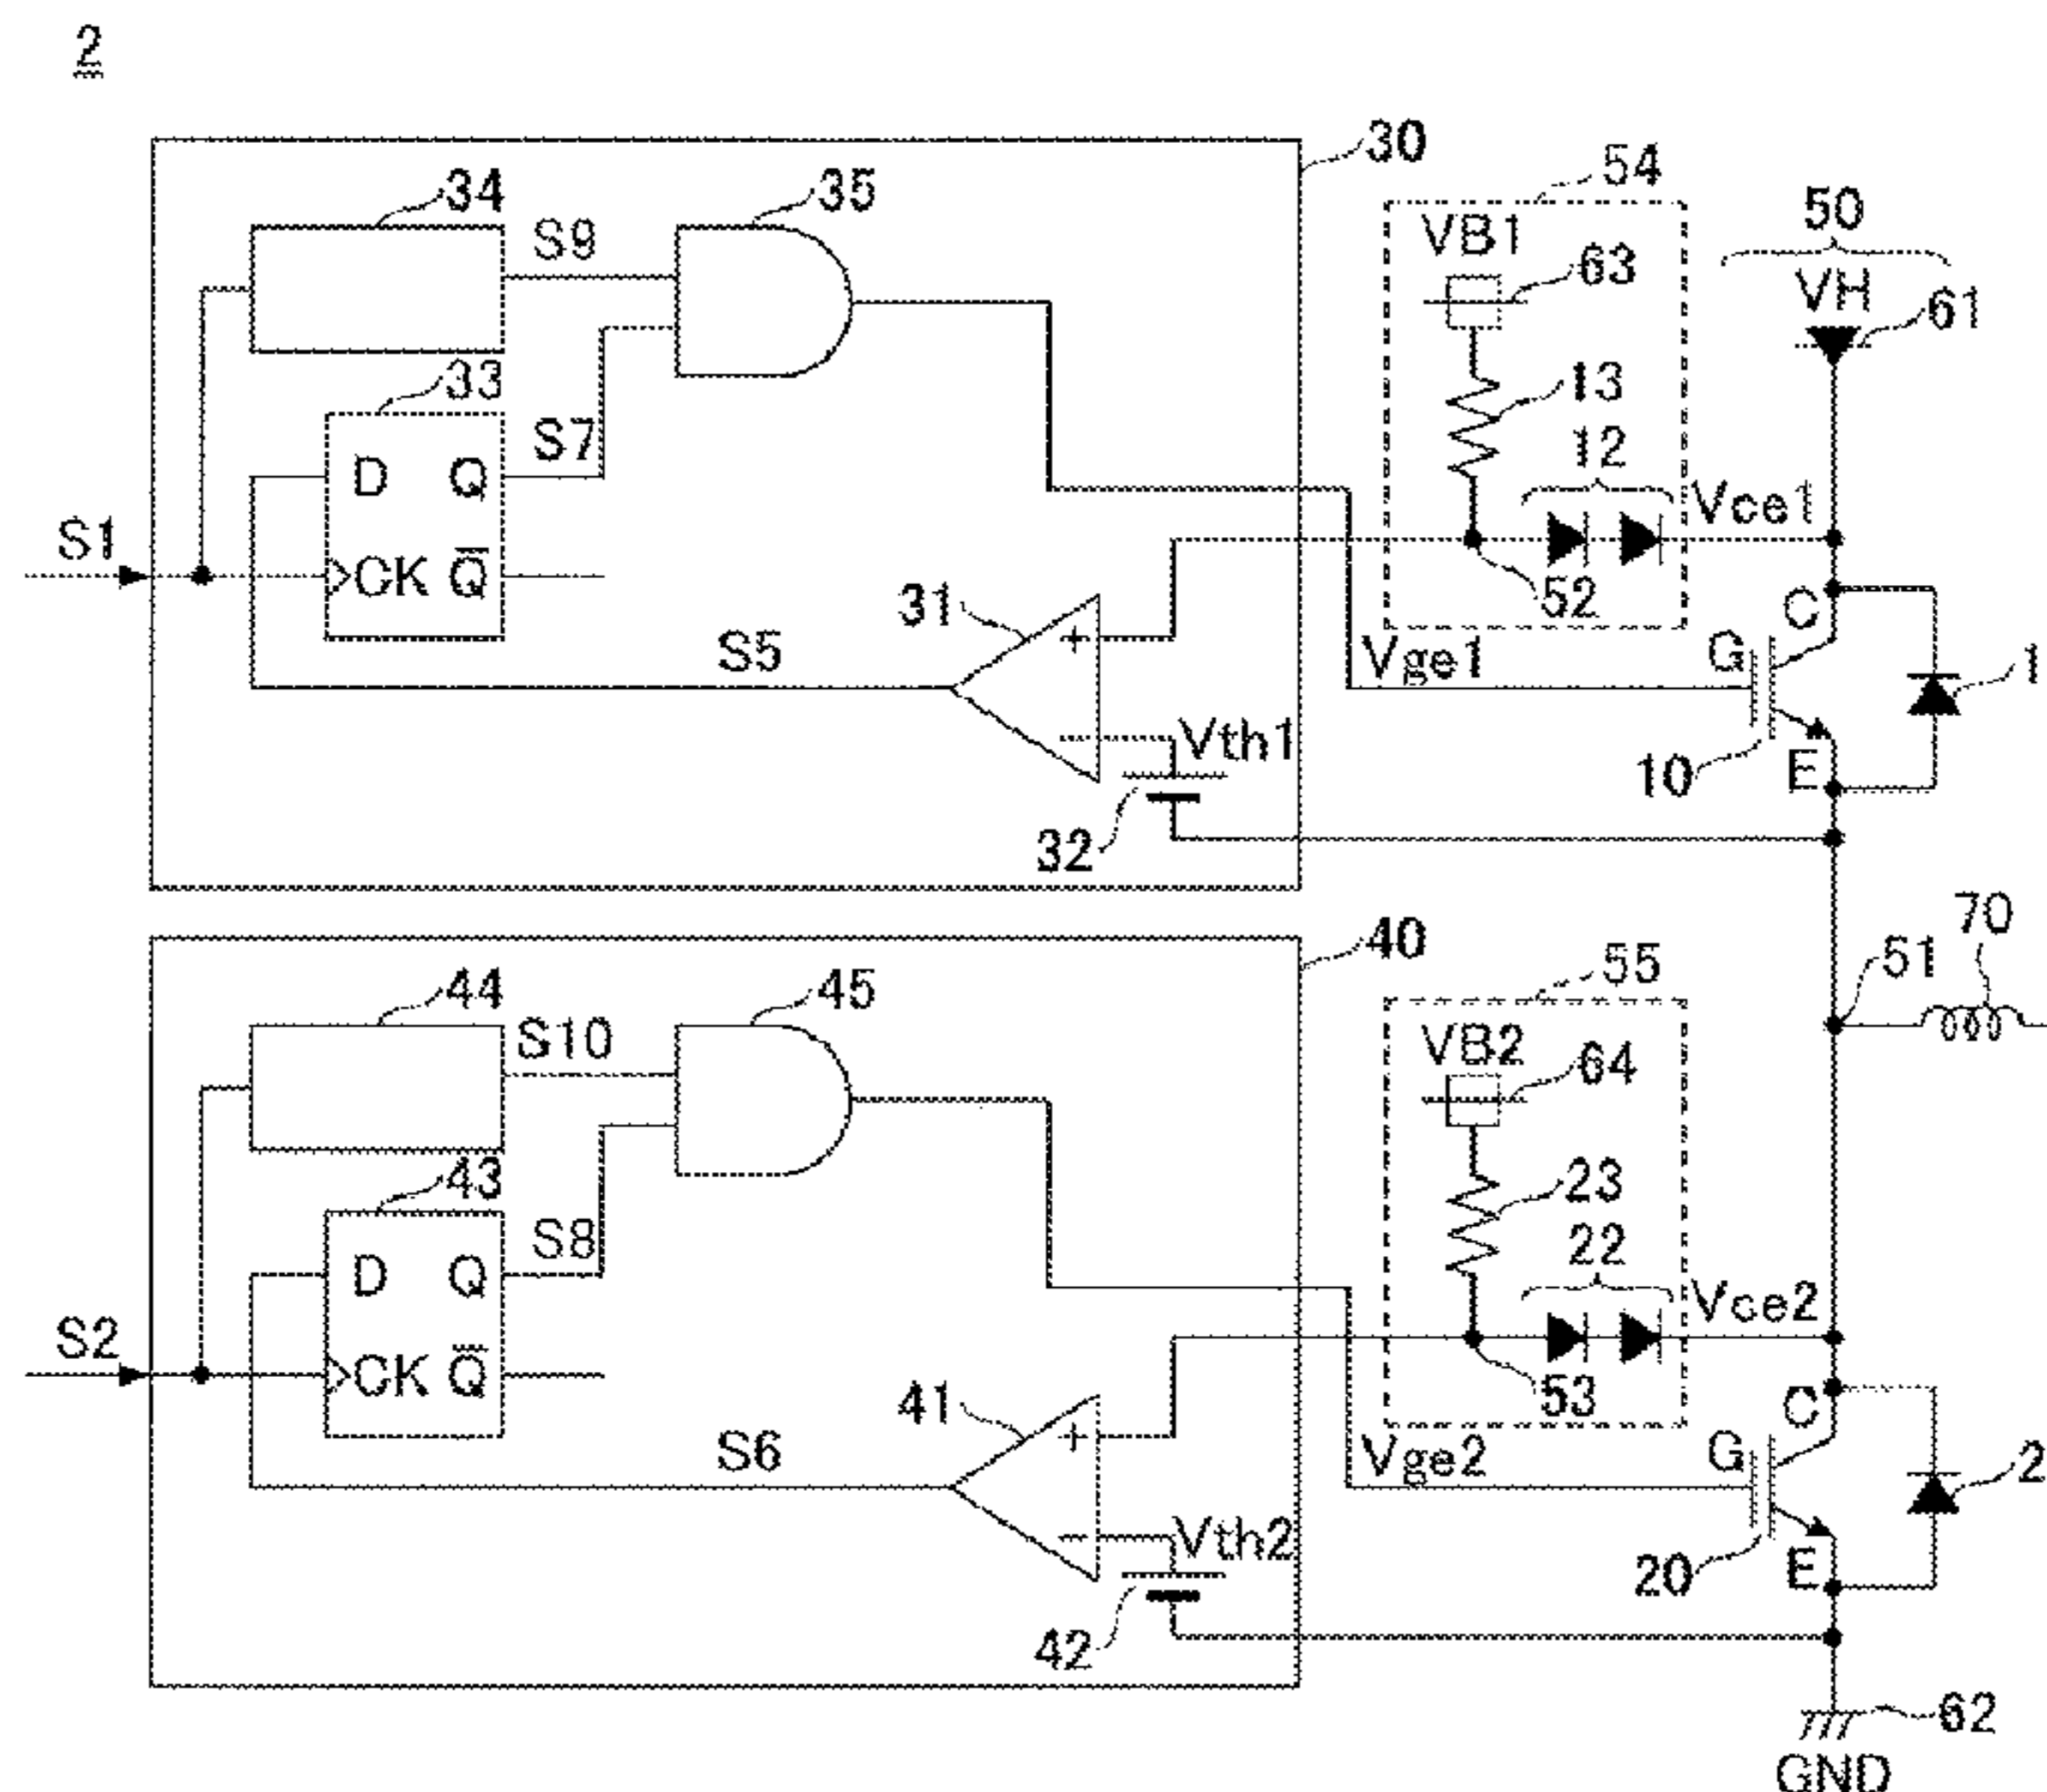 2
30
34
35
54
S9
VB1
50
63
VH
61
33
13
S7
12
D Q
Vce1
S1
CK Q̅
52
31
C
S5
Vge1
G
1
Vth1
10
E
32
40
70
44
45
55
51
S10
VB2
64
43
23
S8
22
D Q
Vce2
S2
CK Q̅
53
41
C
S6
Vge2
G
2
Vth2
20
E
42
62
GND